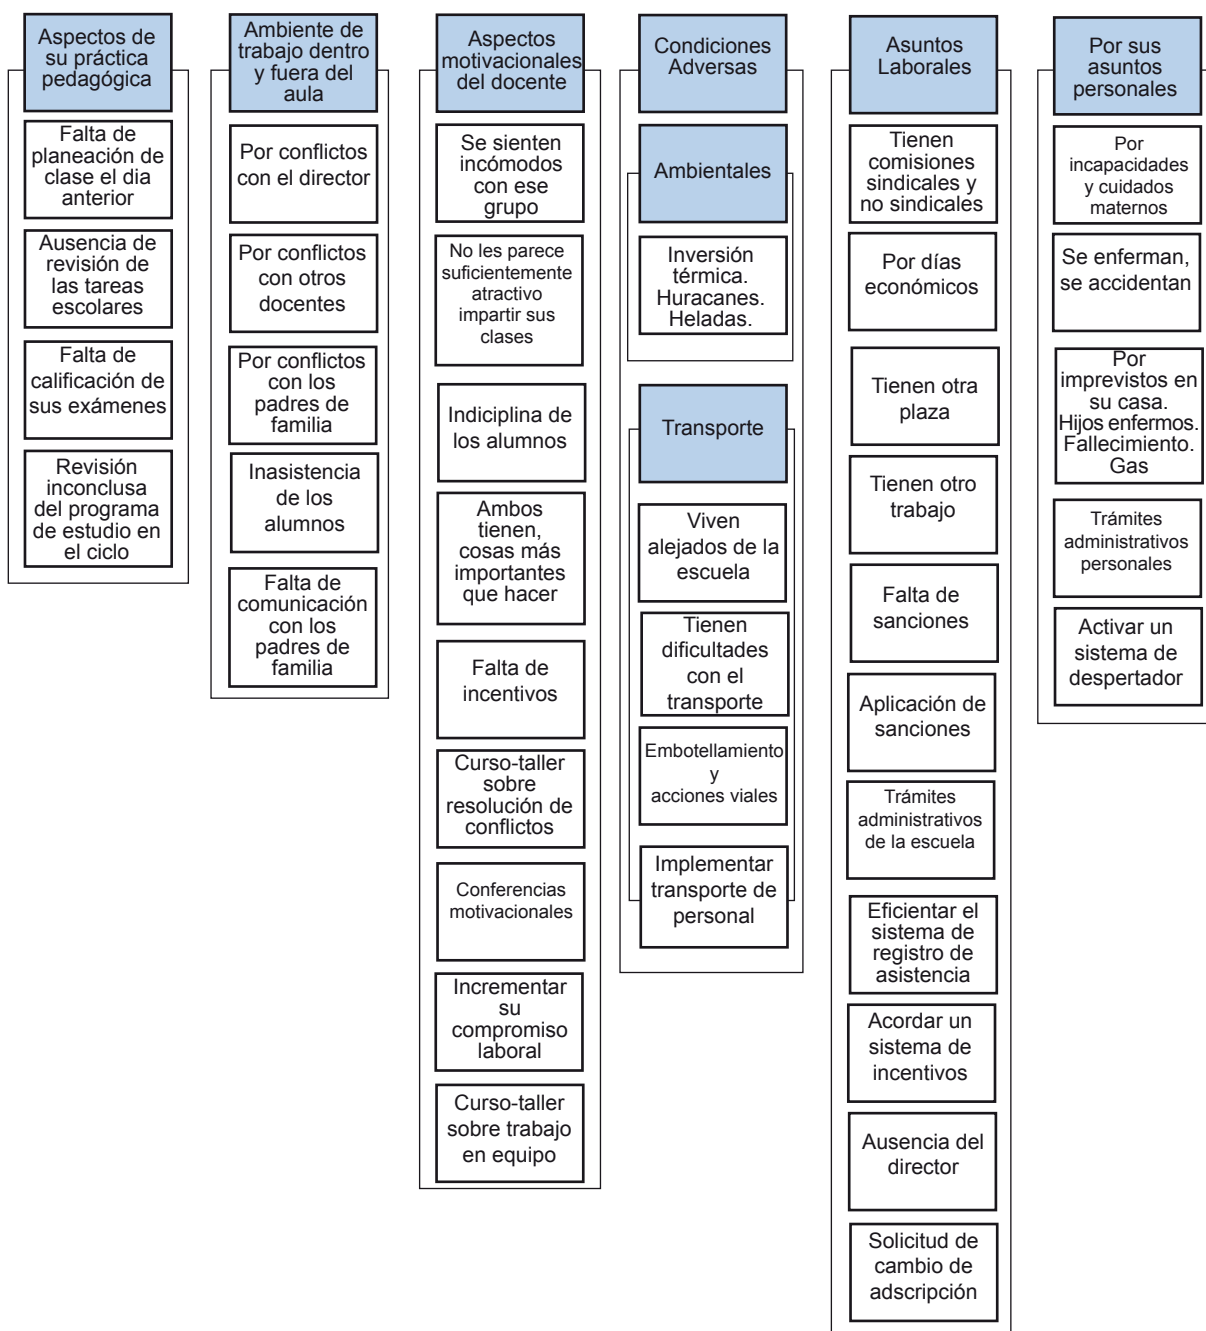 Aspectos de
su práctica
pedagógica
Falta de
planeación de
clase el dia
anterior
Ausencia de
revisión de
las tareas
escolares
Falta de
calificación de
sus exámenes
Revisión
inconclusa
del programa
de estudio en
el ciclo
Ambiente de
trabajo dentro
y fuera del
aula
Por conflictos
con el director
Por conflictos
con otros
docentes
Por conflictos
con los
padres de
familia
Inasistencia
de los
alumnos
Falta de
comunicación
con los
padres de
familia
Aspectos
motivacionales
del docente
Se sienten
incómodos
con ese
grupo
No les parece
suficientemente
atractivo
impartir sus
clases
Indiciplina de
los alumnos
Ambos
tienen,
cosas más
importantes
que hacer
Falta de
incentivos
Curso-taller
sobre
resolución de
conflictos
Conferencias
motivacionales
Incrementar
su
compromiso
laboral
Curso-taller
sobre trabajo
en equipo
Condiciones
Adversas
Ambientales
Inversión
térmica.
Huracanes.
Heladas.
Transporte
Viven
alejados de la
escuela
Tienen
dificultades
con el
transporte
Embotellamiento
y
acciones viales
Implementar
transporte de
personal
Asuntos
Laborales
Tienen
comisiones
sindicales y
no sindicales
Por días
económicos
Tienen otra
plaza
Tienen otro
trabajo
Falta de
sanciones
Aplicación de
sanciones
Trámites
administrativos
de la escuela
Eficientar el
sistema de
registro de
asistencia
Acordar un
sistema de
incentivos
Ausencia del
director
Solicitud de
cambio de
adscripción
Por sus
asuntos
personales
Por
incapacidades
y cuidados
maternos
Se enferman,
se accidentan
Por
imprevistos en
su casa.
Hijos enfermos.
Fallecimiento.
Gas
Trámites
administrativos
personales
Activar un
sistema de
despertador